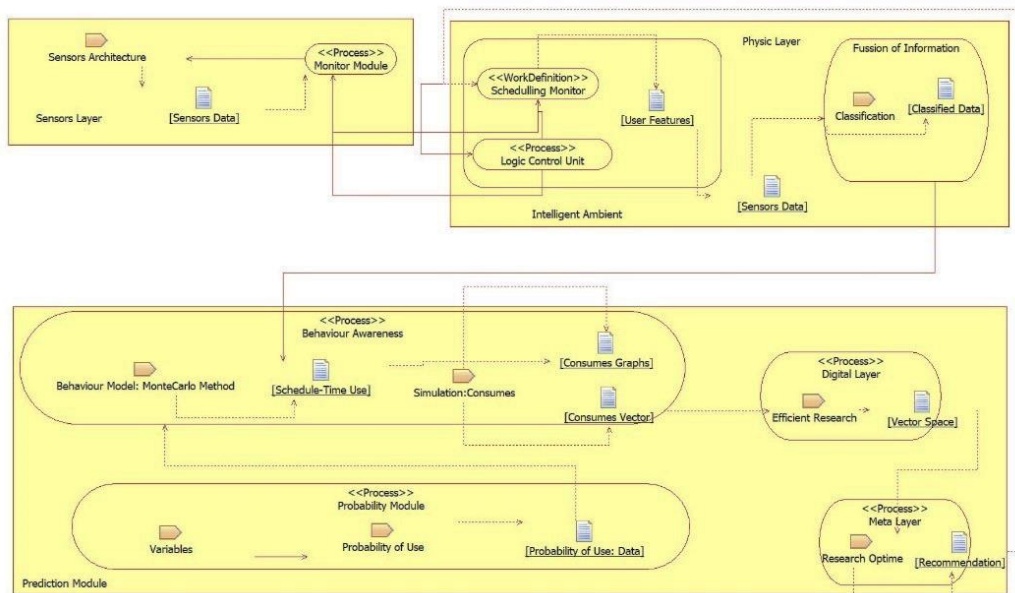 <<Process>>
Monitor Module
Sensors Architecture
[Sensors Data]
Sensors Layer
Physic Layer
<<WorkDefinition>>
Schedulling Monitor
[User Features]
<<Process>>
Logic Control Unit
Intelligent Ambient
[Sensors Data]
Fussion of Information
Classification
[Classified Data]
<<Process>>
Behaviour Awareness
Behaviour Model: MonteCarlo Method
[Schedule-Time Use]
Simulation:Consumes
[Consumes Graphs]
[Consumes Vector]
<<Process>>
Digital Layer
Efficient Research
[Vector Space]
<<Process>>
Probability Module
Variables
Probability of Use
[Probability of Use: Data]
<<Process>>
Meta Layer
Research Optime
[Recommendation]
Prediction Module